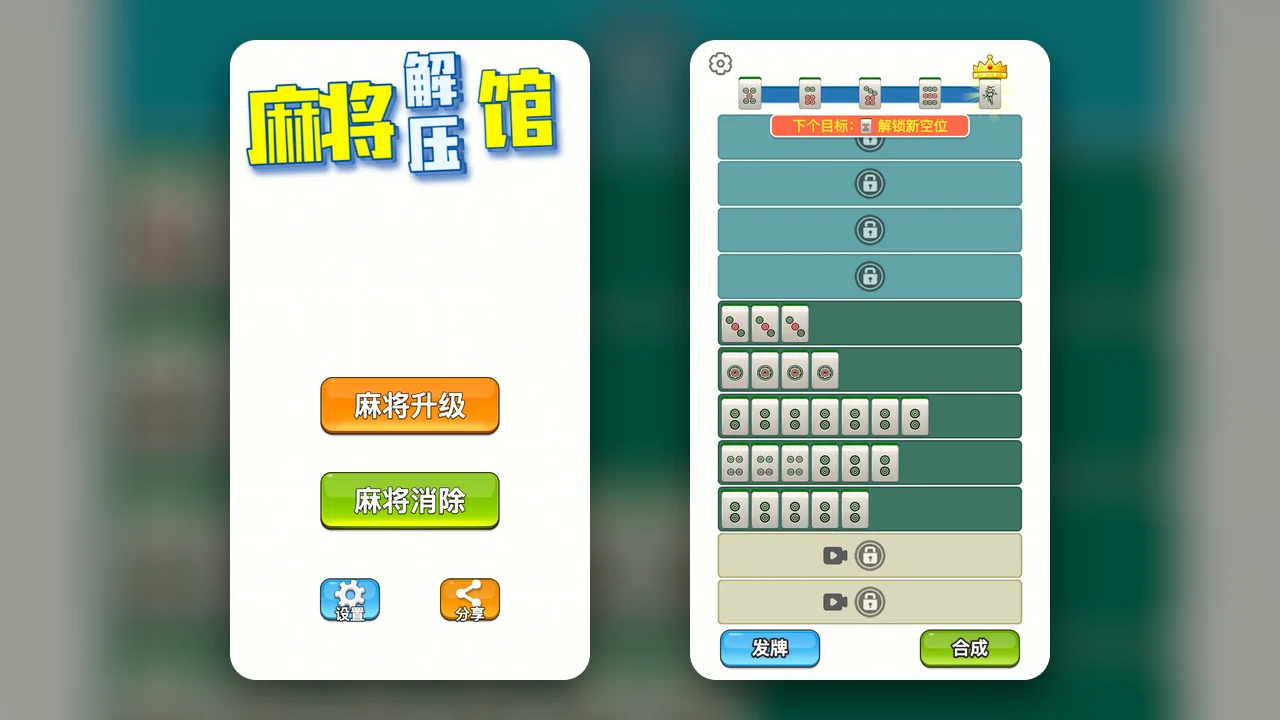 麻将解压馆
麻将升级
麻将消除
设置
分享
下个目标: 解锁新空位
发牌
合成